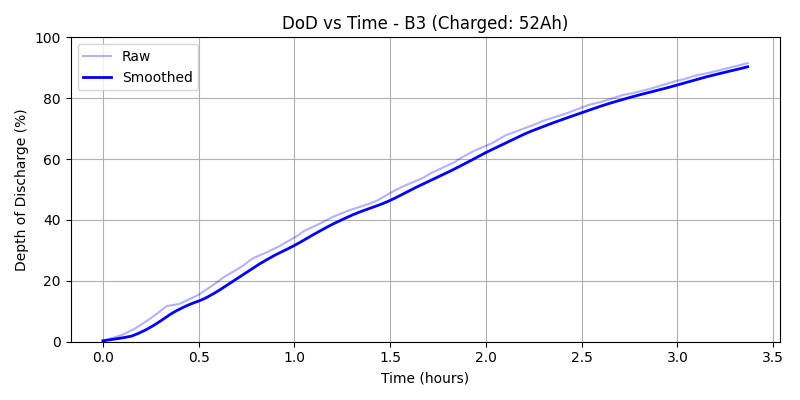 DoD vs Time - B3 (Charged: 52Ah)
Raw
Smoothed
Depth of Discharge (%)
100
80
60
40
20
0
0.0 0.5 1.0 1.5 2.0 2.5 3.0 3.5
Time (hours)